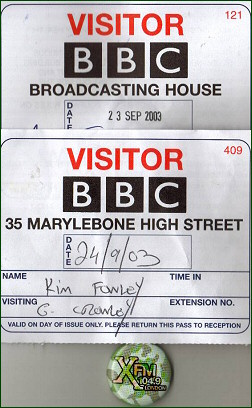 VISITOR 121
BBC
BROADCASTING HOUSE
DATE 23 SEP 2003
VISITOR 409
BBC
35 MARYLEBONE HIGH STREET
DATE 24/9/03
NAME TIME IN
Kim Fowley
VISITING EXTENSION NO.
G.
VALID ON DAY OF ISSUE ONLY. PLEASE RETURN THIS PASS TO RECEPTION
XFM
104.9
LONDON